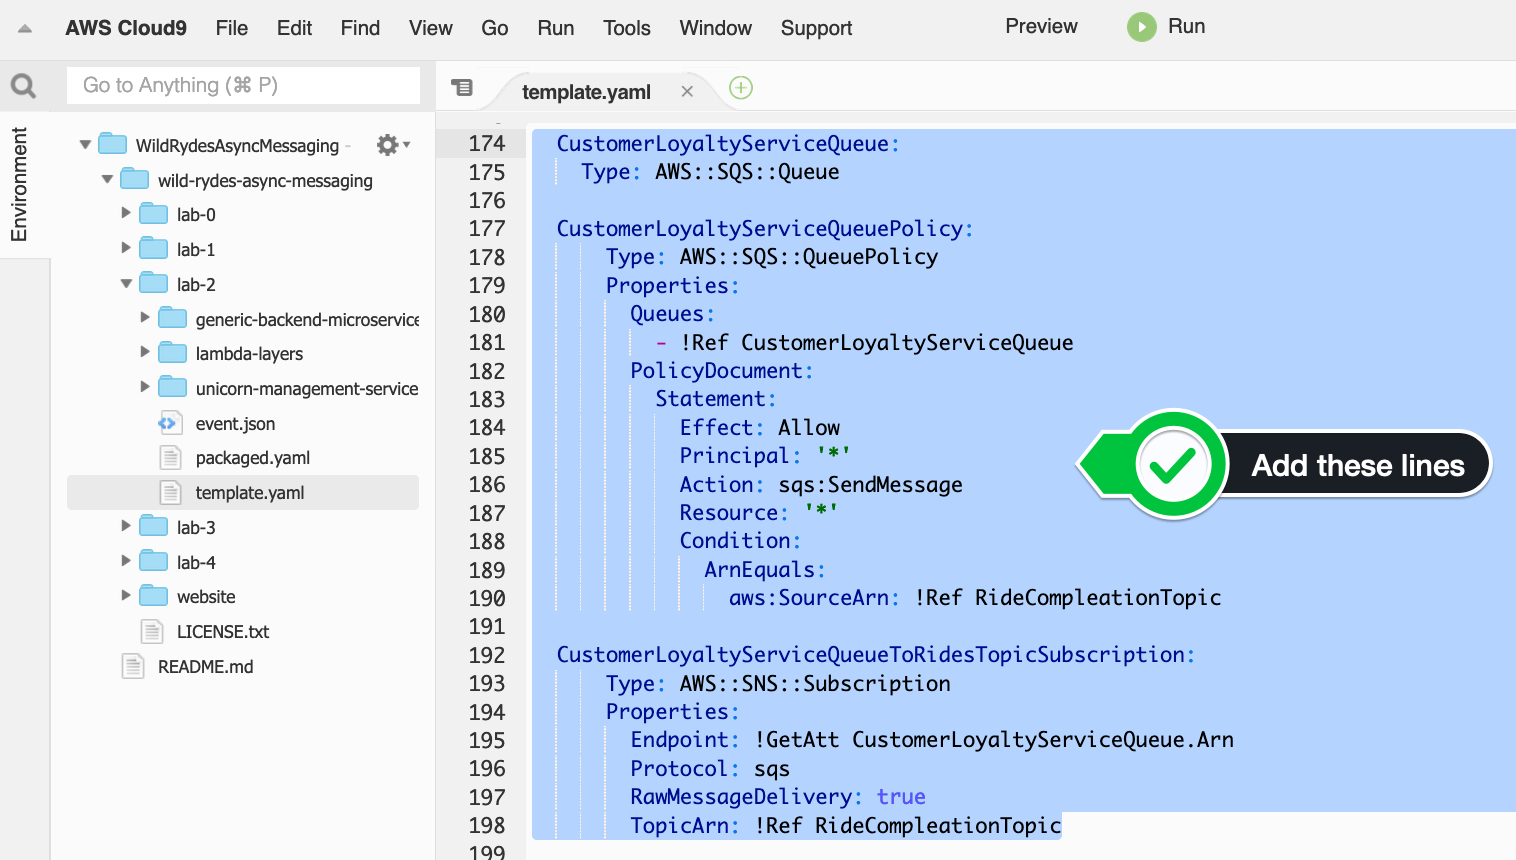 AWS Cloud9 File Edit Find View Go Run Tools Window Support Preview Run
Go to Anything (⌘ P)
template.yaml
Environment
WildRydesAsyncMessaging -
wild-rydes-async-messaging
lab-0
lab-1
lab-2
generic-backend-microservice
lambda-layers
unicorn-management-service
event.json
packaged.yaml
template.yaml
lab-3
lab-4
website
LICENSE.txt
README.md
174 CustomerLoyaltyServiceQueue:
175 Type: AWS::SQS::Queue
176
177 CustomerLoyaltyServiceQueuePolicy:
178 Type: AWS::SQS::QueuePolicy
179 Properties:
180 Queues:
181 - !Ref CustomerLoyaltyServiceQueue
182 PolicyDocument:
183 Statement:
184 Effect: Allow
185 Principal: '*'
186 Action: sqs:SendMessage
187 Resource: '*'
188 Condition:
189 ArnEquals:
190 aws:SourceArn: !Ref RideCompleationTopic
191
192 CustomerLoyaltyServiceQueueToRidesTopicSubscription:
193 Type: AWS::SNS::Subscription
194 Properties:
195 Endpoint: !GetAtt CustomerLoyaltyServiceQueue.Arn
196 Protocol: sqs
197 RawMessageDelivery: true
198 TopicArn: !Ref RideCompleationTopic
199
Add these lines